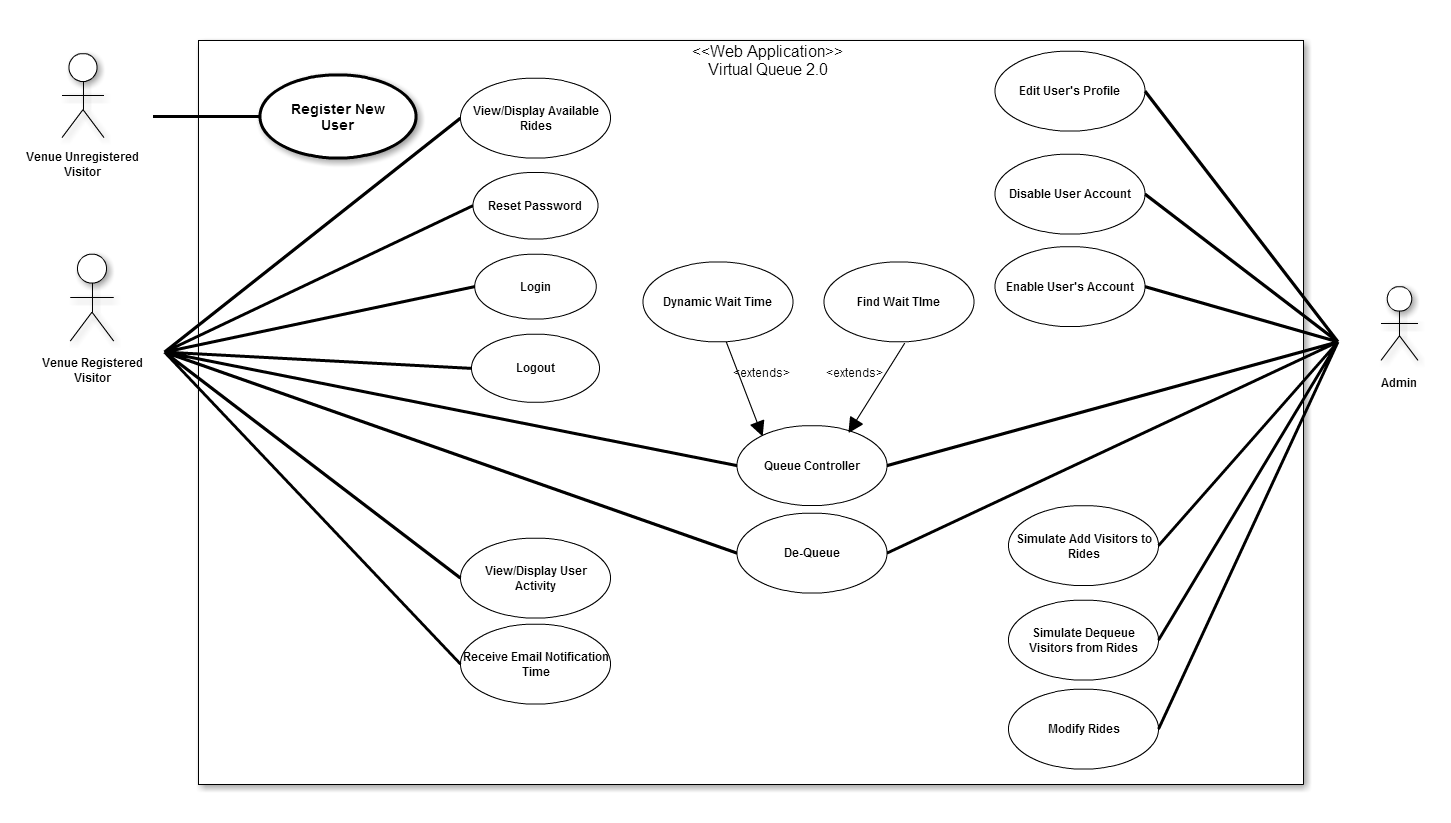 <<Web Application>>
Virtual Queue 2.0
Venue Unregistered
Visitor
Register New
User
View/Display Available
Rides
Edit User's Profile
Reset Password
Disable User Account
Venue Registered
Visitor
Login
Dynamic Wait Time
Find Wait TIme
Enable User's Account
Admin
Logout
<extends>
<extends>
Queue Controller
De-Queue
Simulate Add Visitors to
Rides
View/Display User
Activity
Simulate Dequeue
Visitors from Rides
Receive Email Notification
Time
Modify Rides